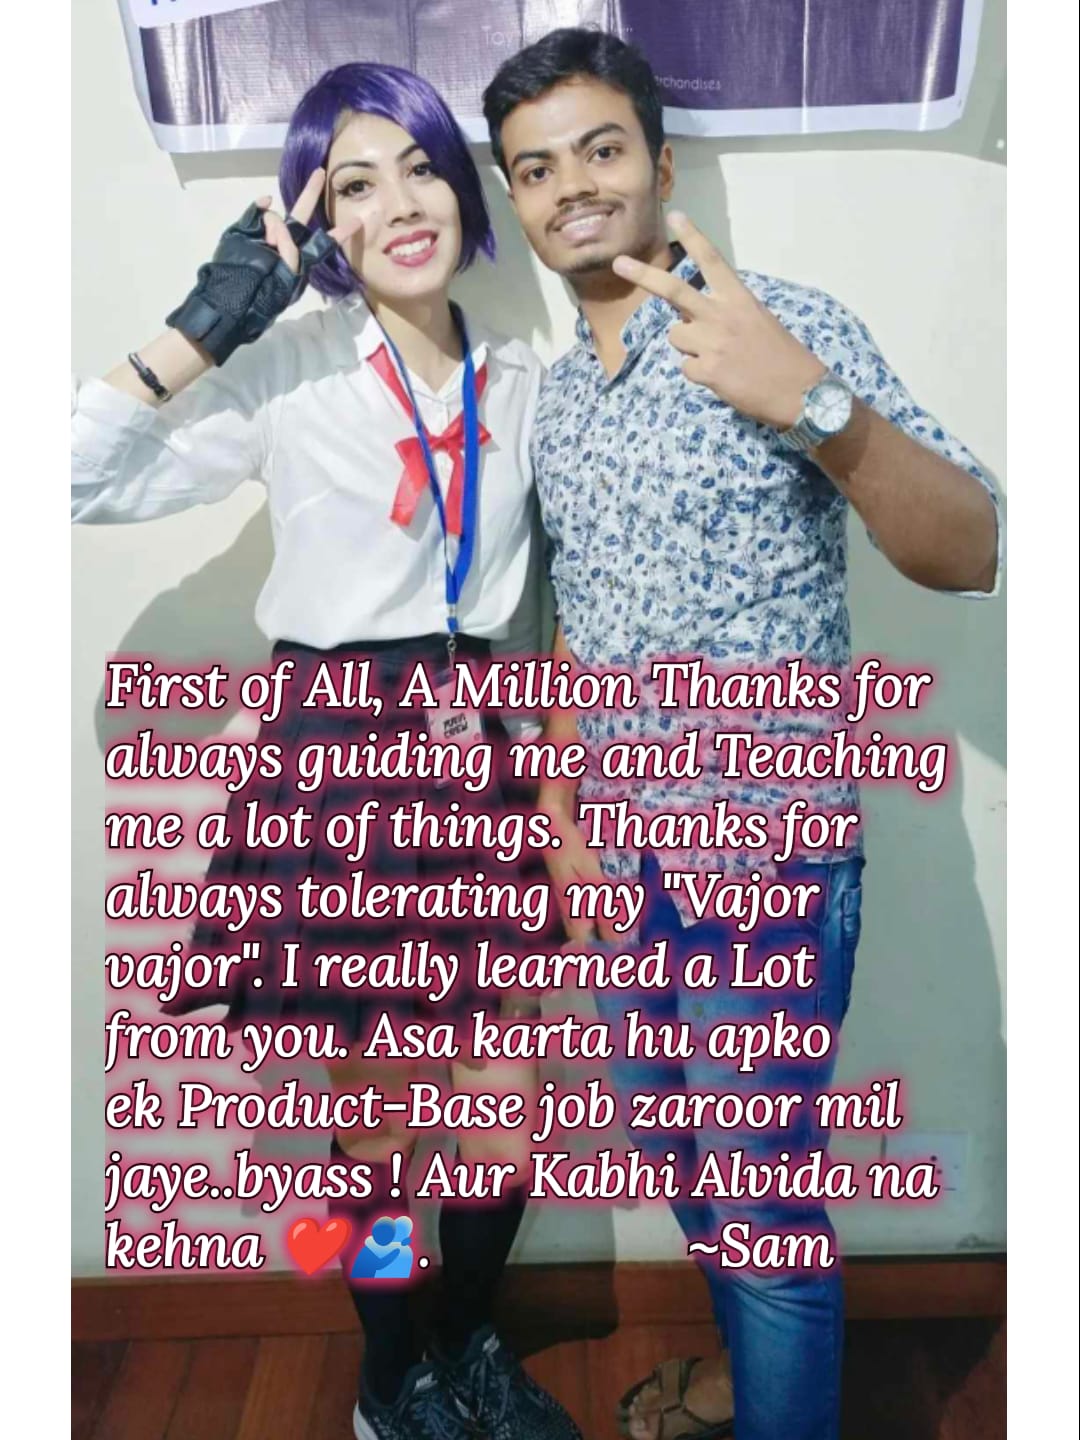 Toy
rchandises
First of All, A Million Thanks for
always guiding me and Teaching
me a lot of things. Thanks for
always tolerating my "Vajor
vajor". I really learned a Lot
from you. Asa karta hu apko
ek Product-Base job zaroor mil
jaye..byass ! Aur Kabhi Alvida na
kehna ❤️🫂. ~Sam